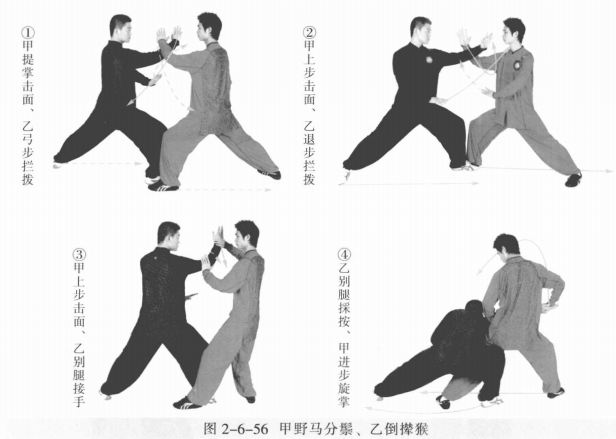 ①甲提掌击面、乙弓步拦拨
②甲上步击面、乙退步拦拨
③甲上步击面、乙别腿接手
④乙别腿採按、甲进步旋掌
图 2-6-56 甲野马分鬃、乙倒撵猴